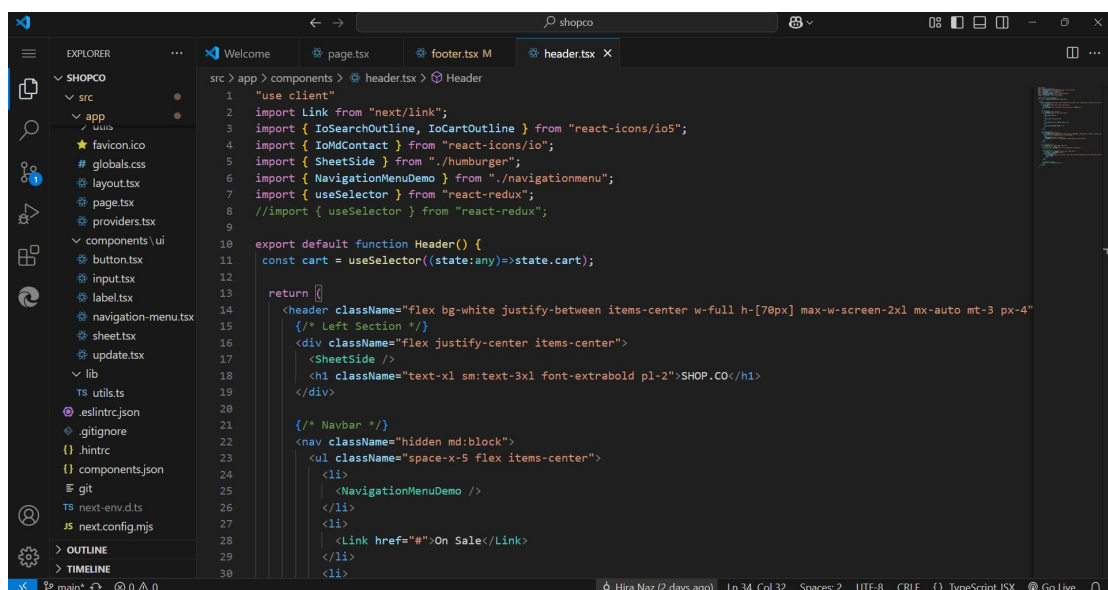 shopco
EXPLORER
Welcome
page.tsx
footer.tsx M
header.tsx
SHOPCO
src
app
utils
favicon.ico
globals.css
layout.tsx
page.tsx
providers.tsx
components\ui
button.tsx
input.tsx
label.tsx
navigation-menu.tsx
sheet.tsx
update.tsx
lib
TS utils.ts
.eslintrc.json
.gitignore
{} .hintrc
{} components.json
git
TS next-env.d.ts
JS next.config.mjs
OUTLINE
TIMELINE
1
src > app > components > header.tsx > Header
1 "use client"
2 import Link from "next/link";
3 import { IoSearchOutline, IoCartOutline } from "react-icons/io5";
4 import { IoMdContact } from "react-icons/io";
5 import { SheetSide } from "./humburger";
6 import { NavigationMenuDemo } from "./navigationmenu";
7 import { useSelector } from "react-redux";
8 //import { useSelector } from "react-redux";
9
10 export default function Header() {
11 const cart = useSelector((state:any)=>state.cart);
12
13 return (
14 <header className="flex bg-white justify-between items-center w-full h-[70px] max-w-screen-2xl mx-auto mt-3 px-4"
15 {/* Left Section */}
16 <div className="flex justify-center items-center">
17 <SheetSide />
18 <h1 className="text-xl sm:text-3xl font-extrabold pl-2">SHOP.CO</h1>
19 </div>
20
21 {/* Navbar */}
22 <nav className="hidden md:block">
23 <ul className="space-x-5 flex items-center">
24 <li>
25 <NavigationMenuDemo />
26 </li>
27 <li>
28 <Link href="#">On Sale</Link>
29 </li>
30 <li>
main* 0 0 Hira Naz (2 days ago) Ln 34, Col 32 Spaces: 2 UTF-8 CRLF {} TypeScript JSX Go Live